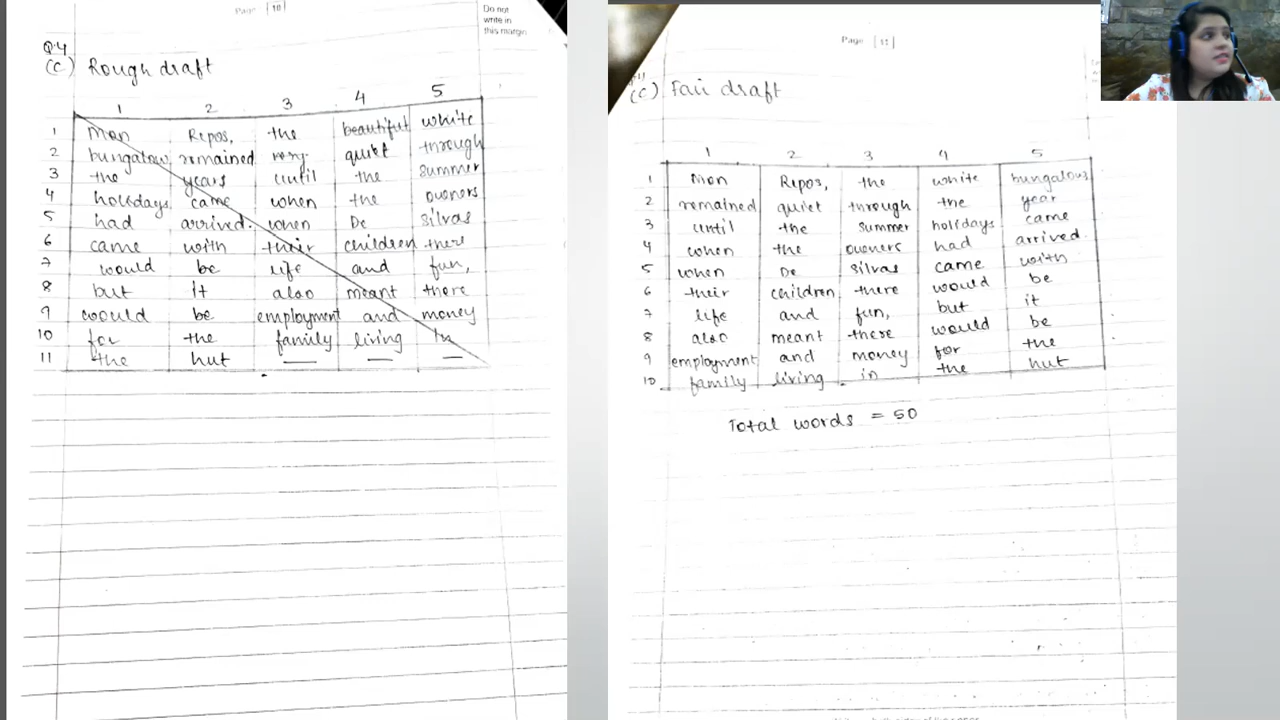 Page [10]
Do not
write in
this margin
Q.4
(C) Rough draft
1 2 3 4 5
1 Mon Repos, the beautiful white
2 bungalow, remained very quiet through
3 the years until the summer
4 holidays came when the owners
5 had arrived. when De silvas
6 came with their children there
7 would be life and fun,
8 but it also meant there
9 would be employment and money
10 for the family living in
11 the hut
Page [11]
(C) Fair draft
1 2 3 4 5
1 Mon Repos, the white bungalow,
2 remained quiet through the year
3 until the summer holidays came
4 when the owners had arrived.
5 when De silvas came with
6 their children there would be
7 life and fun, but it
8 also meant there would be
9 employment and money for the
10 family living in the hut
Total words = 50